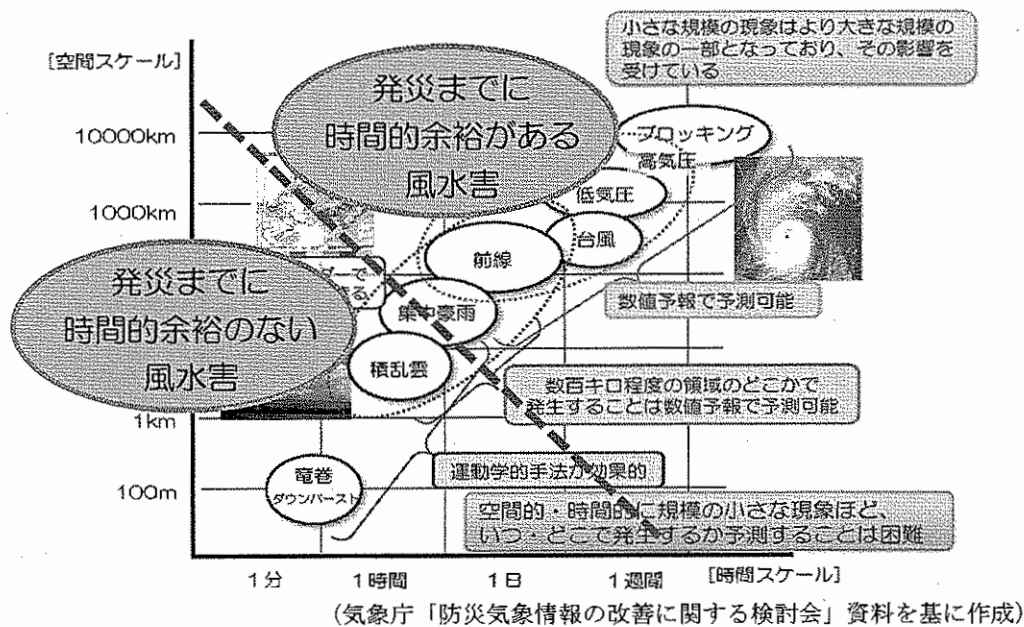 小さな規模の現象はより大きな規模の
現象の一部となっており、その影響を
受けている
[空間スケール]
発災までに
時間的余裕がある
風水害
10000km
ブロッキング
高気圧
低気圧
1000km
台風
前線
発災までに
時間的余裕のない
風水害
数値予報で予測可能
集中豪雨
積乱雲
数百キロ程度の領域のどこかで
発生することは数値予報で予測可能
1km
運動学的手法が効果的
竜巻
ダウンバースト
100m
空間的・時間的に規模の小さな現象ほど、
いつ・どこで発生するか予測することは困難
1分
1時間
1日
1週間
[時間スケール]
(気象庁「防災気象情報の改善に関する検討会」資料を基に作成)